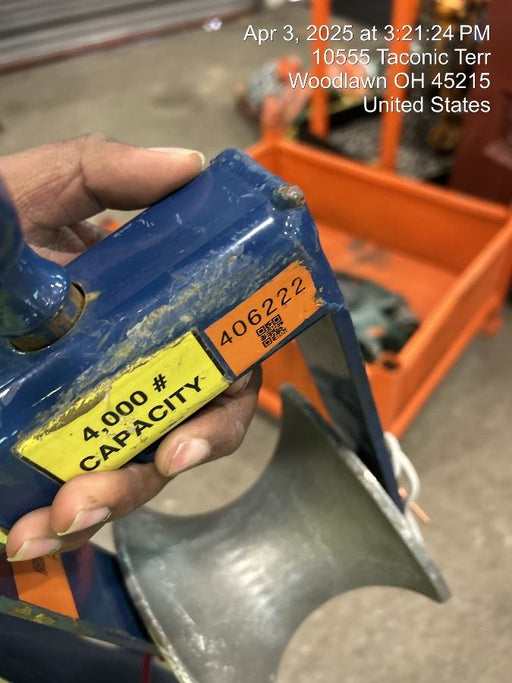 Apr 3, 2025 at 3:21:24 PM
10555 Taconic Terr
Woodlawn OH 45215
United States
406222
4,000 #
CAPACITY